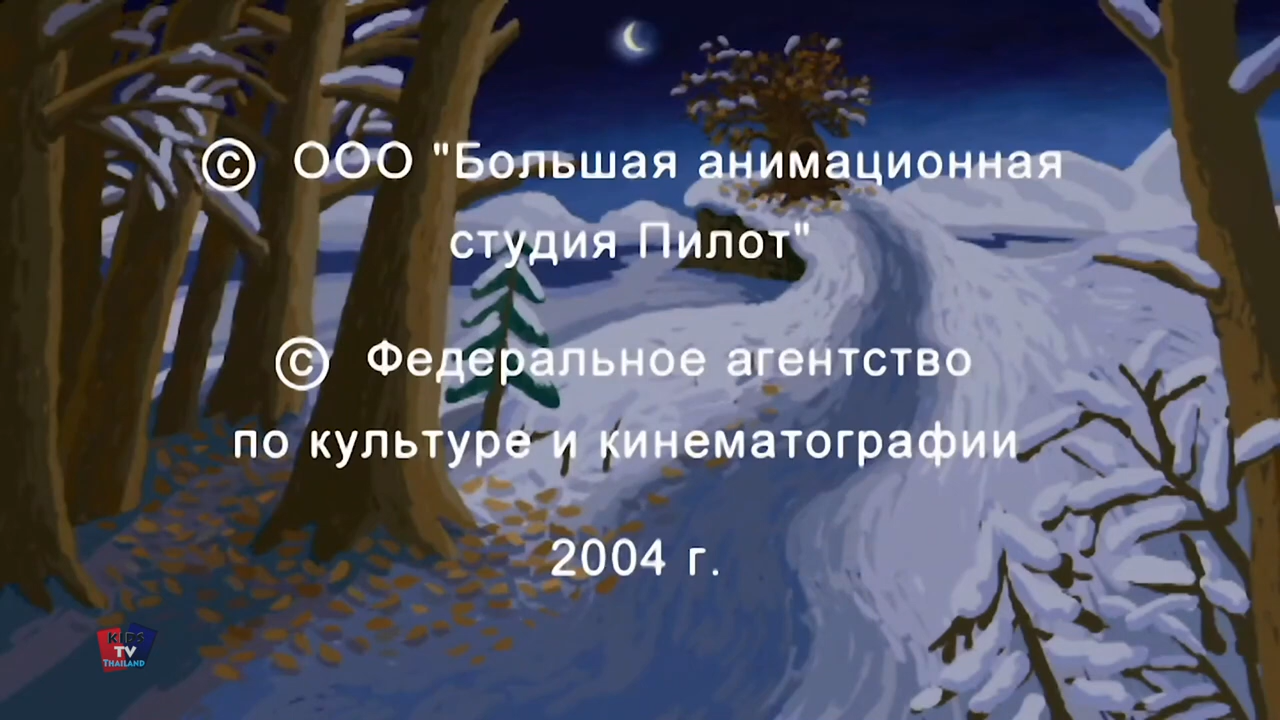 © ООО "Большая анимационная
студия Пилот"
© Федеральное агентство
по культуре и кинематографии
2004 г.
KIDS
TV
THAILAND